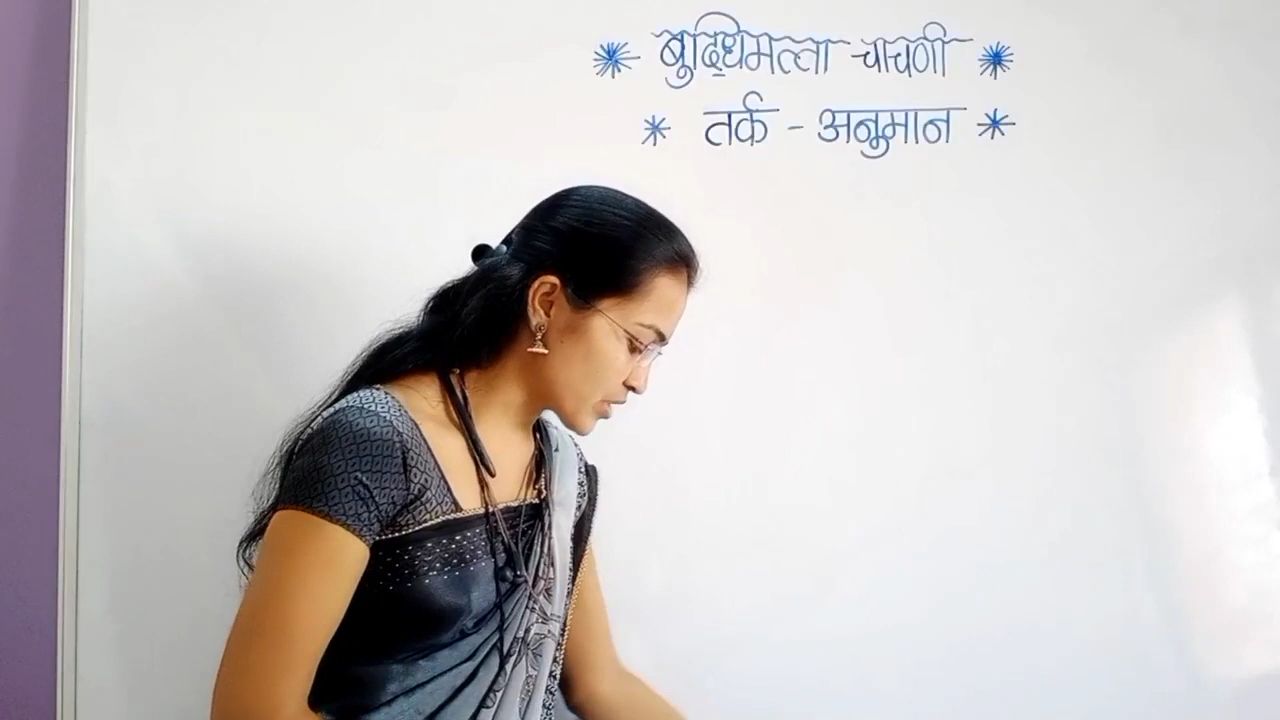 * बुद्धिमत्ता चाचणी *
* तर्क - अनुमान *